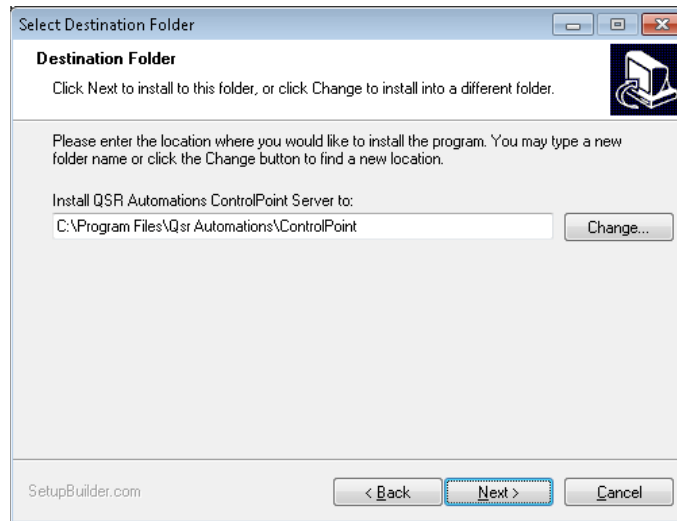 Select Destination Folder
Destination Folder
Click Next to install to this folder, or click Change to install into a different folder.
Please enter the location where you would like to install the program. You may type a new
folder name or click the Change button to find a new location.
Install QSR Automations ControlPoint Server to:
C:\Program Files\Qsr Automations\ControlPoint
Change...
SetupBuilder.com
< Back
Next >
Cancel